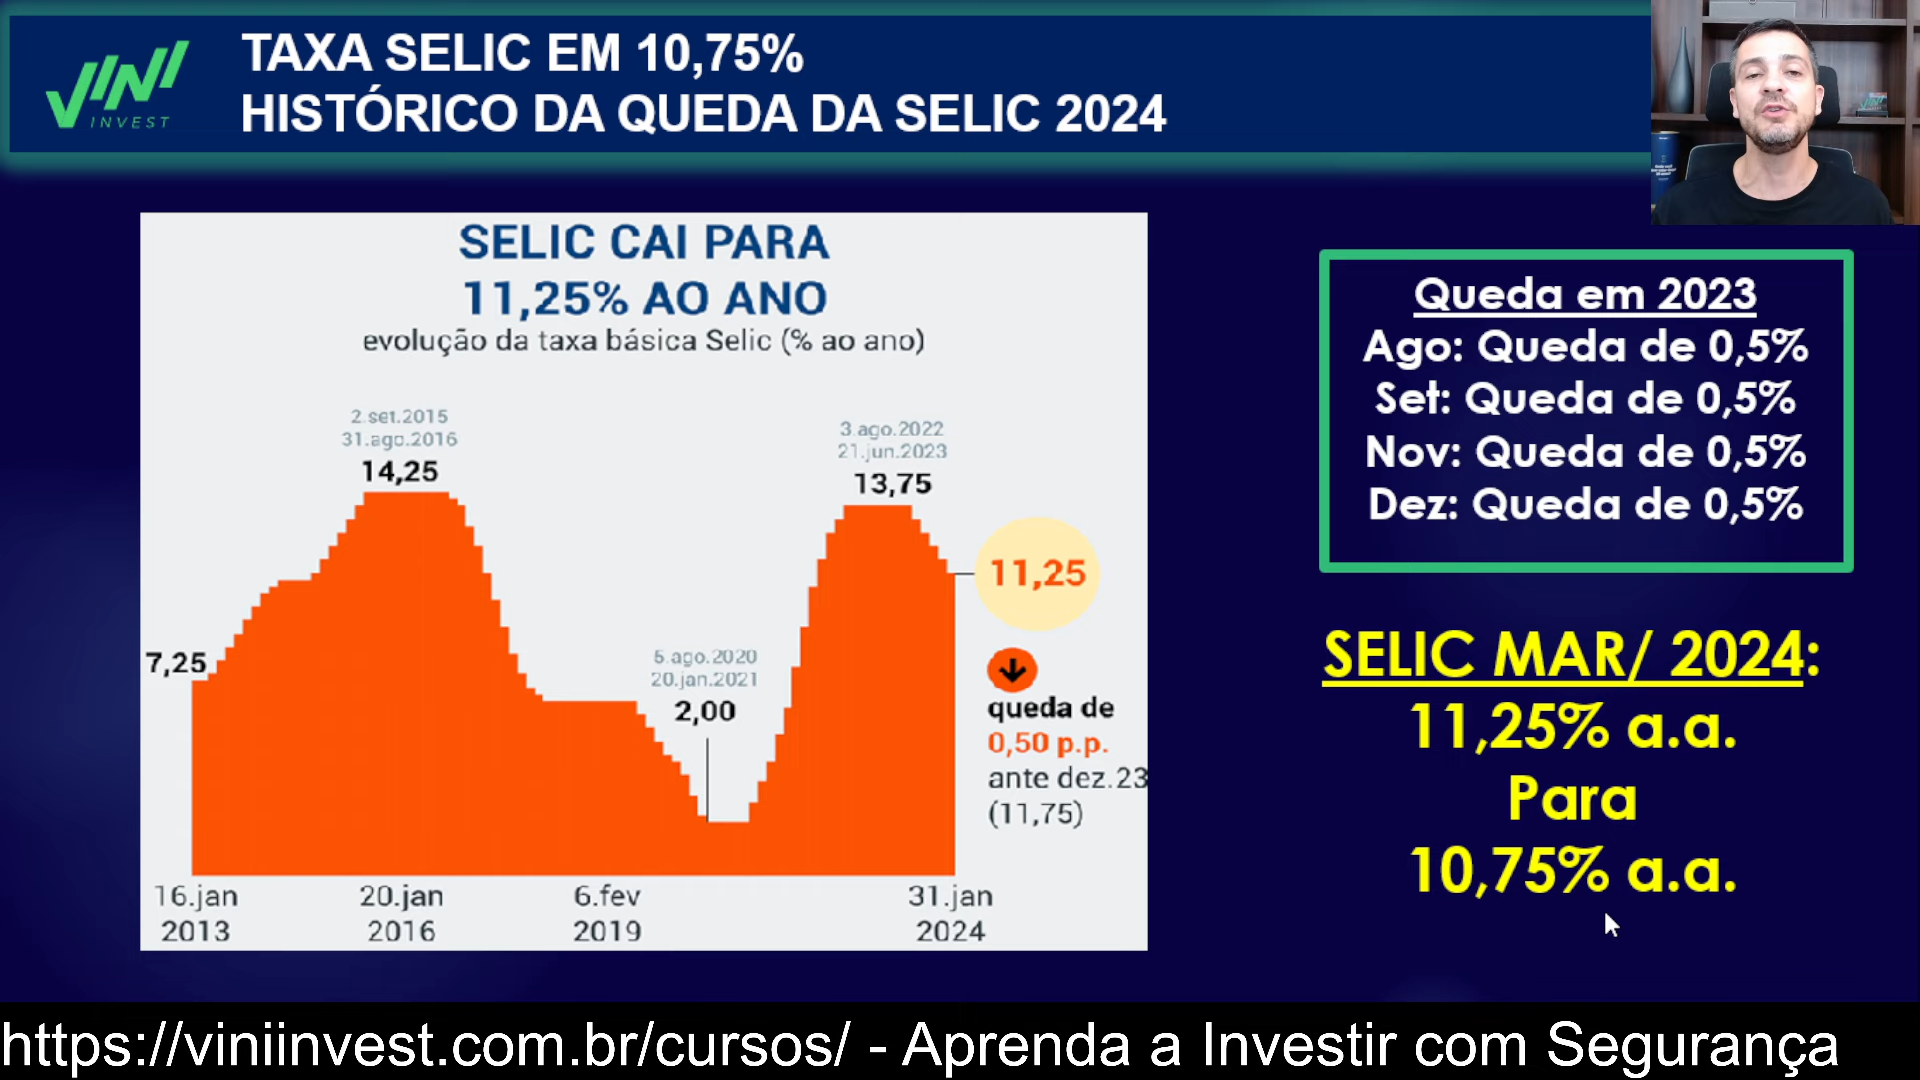 VINI
INVEST
TAXA SELIC EM 10,75%
HISTÓRICO DA QUEDA DA SELIC 2024
SELIC CAI PARA
11,25% AO ANO
evolução da taxa básica Selic (% ao ano)
2.set.2015
31.ago.2016
14,25
3.ago.2022
21.jun.2023
13,75
11,25
7,25
5.ago.2020
20.jan.2021
2,00
queda de
0,50 p.p.
ante dez.23
(11,75)
16.jan
2013
20.jan
2016
6.fev
2019
31.jan
2024
Queda em 2023
Ago: Queda de 0,5%
Set: Queda de 0,5%
Nov: Queda de 0,5%
Dez: Queda de 0,5%
SELIC MAR/ 2024:
11,25% a.a.
Para
10,75% a.a.
https://viniinvest.com.br/cursos/ - Aprenda a Investir com Segurança